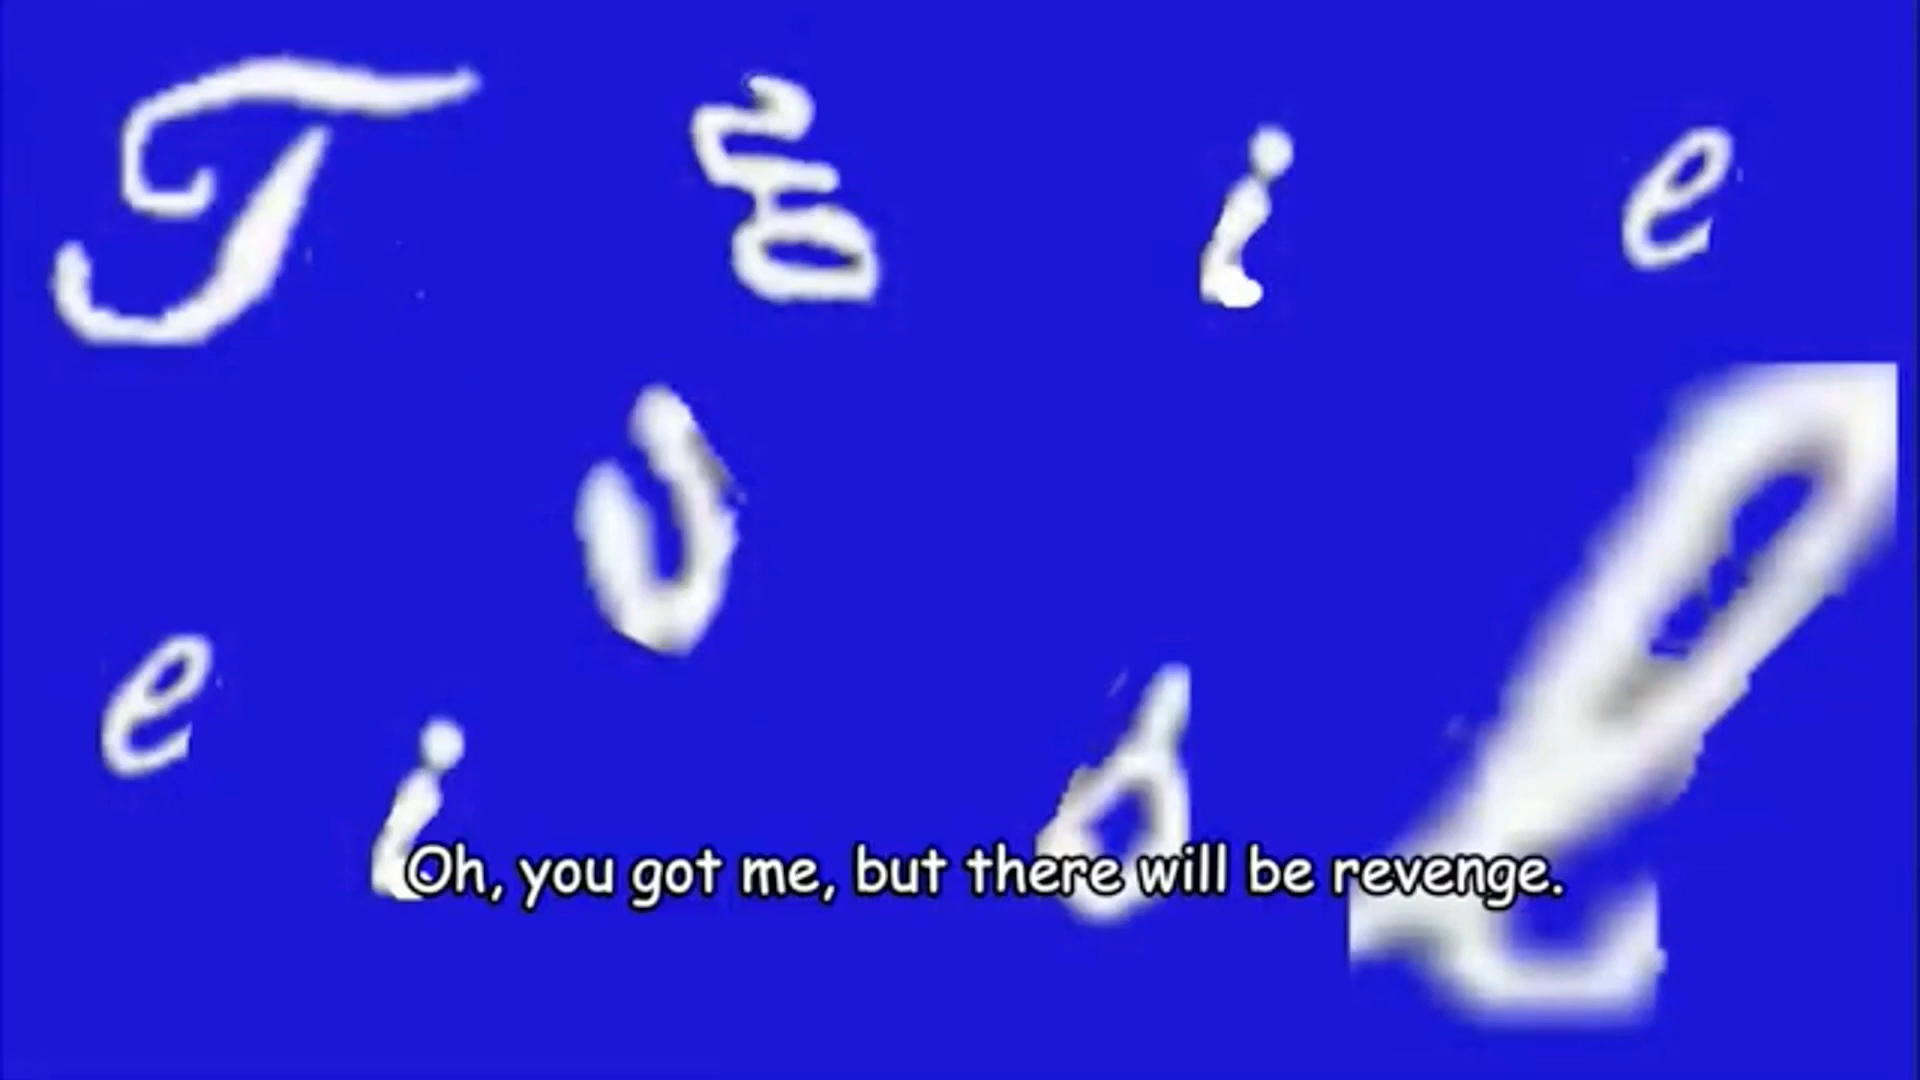 T g i e
e i v o l
Oh, you got me, but there will be revenge.